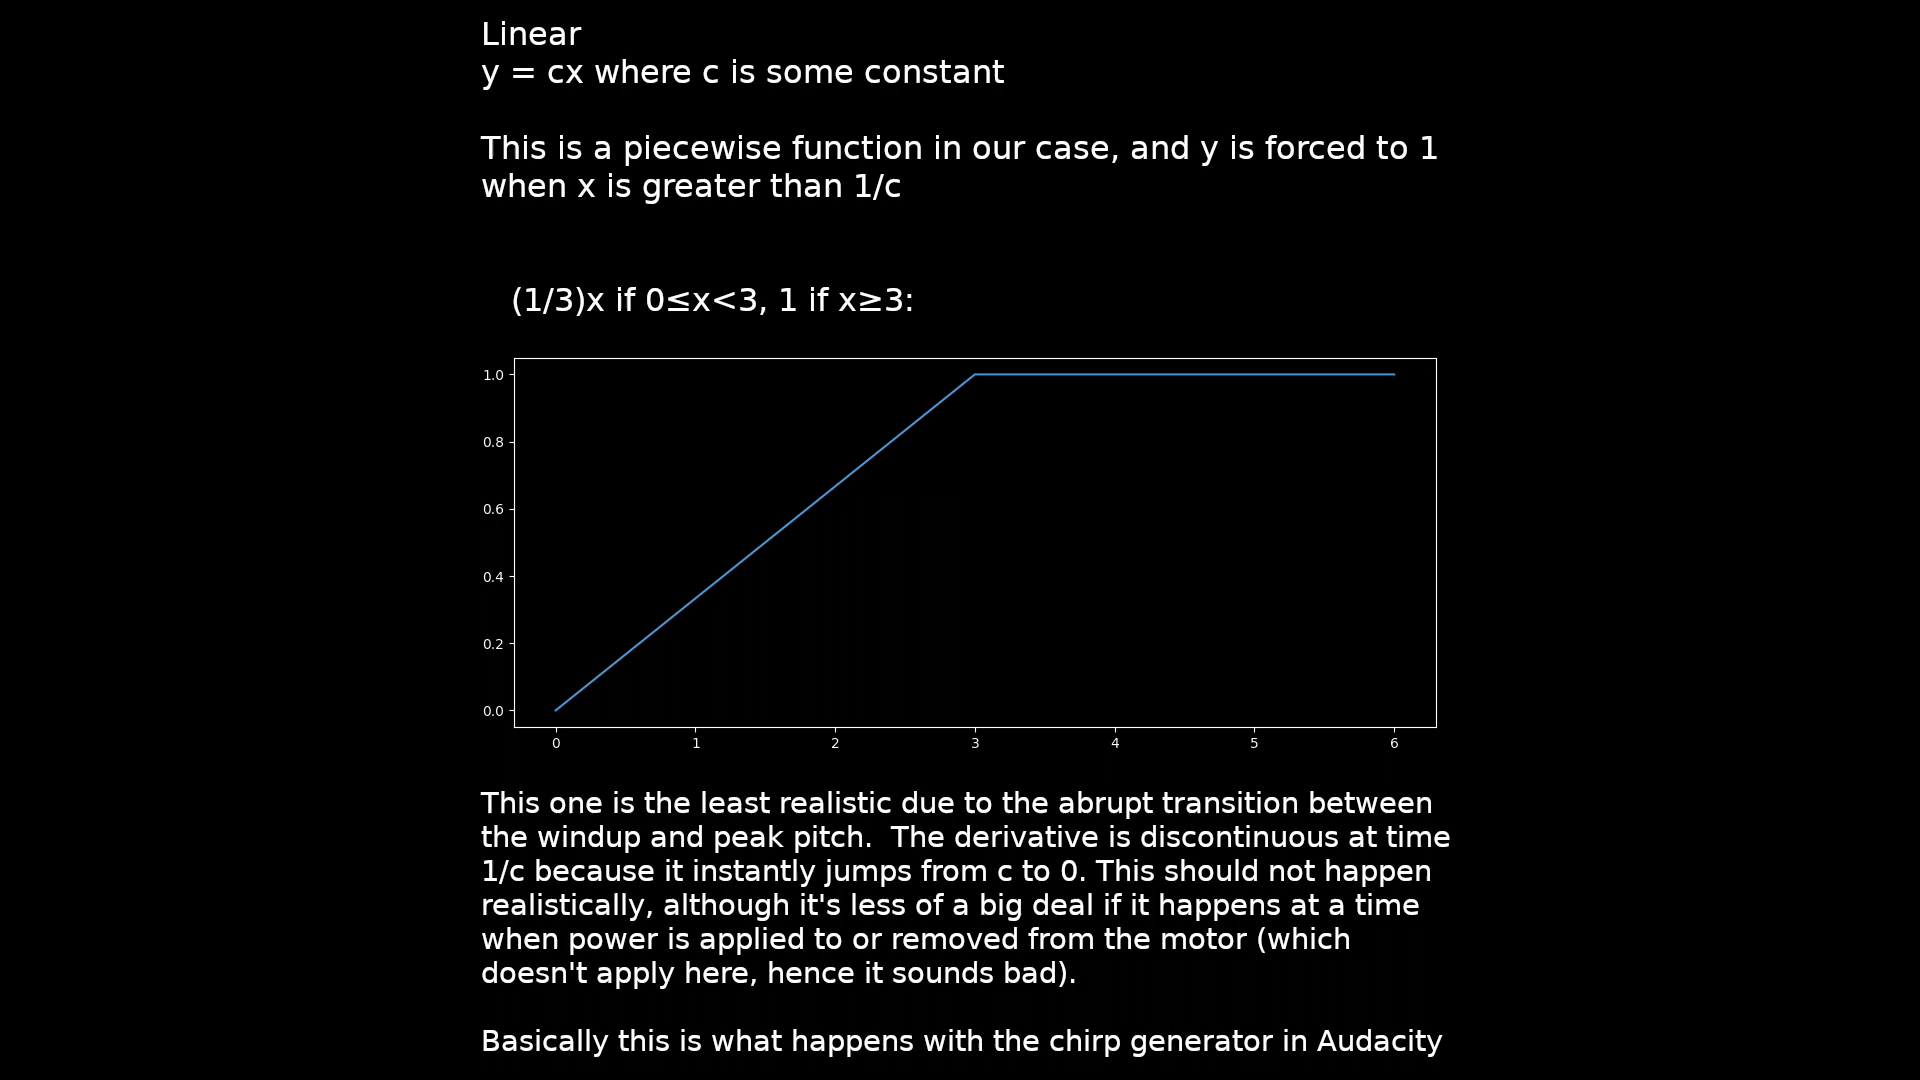 Linear
y = cx where c is some constant
This is a piecewise function in our case, and y is forced to 1
when x is greater than 1/c
(1/3)x if 0≤x<3, 1 if x≥3:
1.0
0.8
0.6
0.4
0.2
0.0
0 1 2 3 4 5 6
This one is the least realistic due to the abrupt transition between
the windup and peak pitch.  The derivative is discontinuous at time
1/c because it instantly jumps from c to 0. This should not happen
realistically, although it's less of a big deal if it happens at a time
when power is applied to or removed from the motor (which
doesn't apply here, hence it sounds bad).
Basically this is what happens with the chirp generator in Audacity